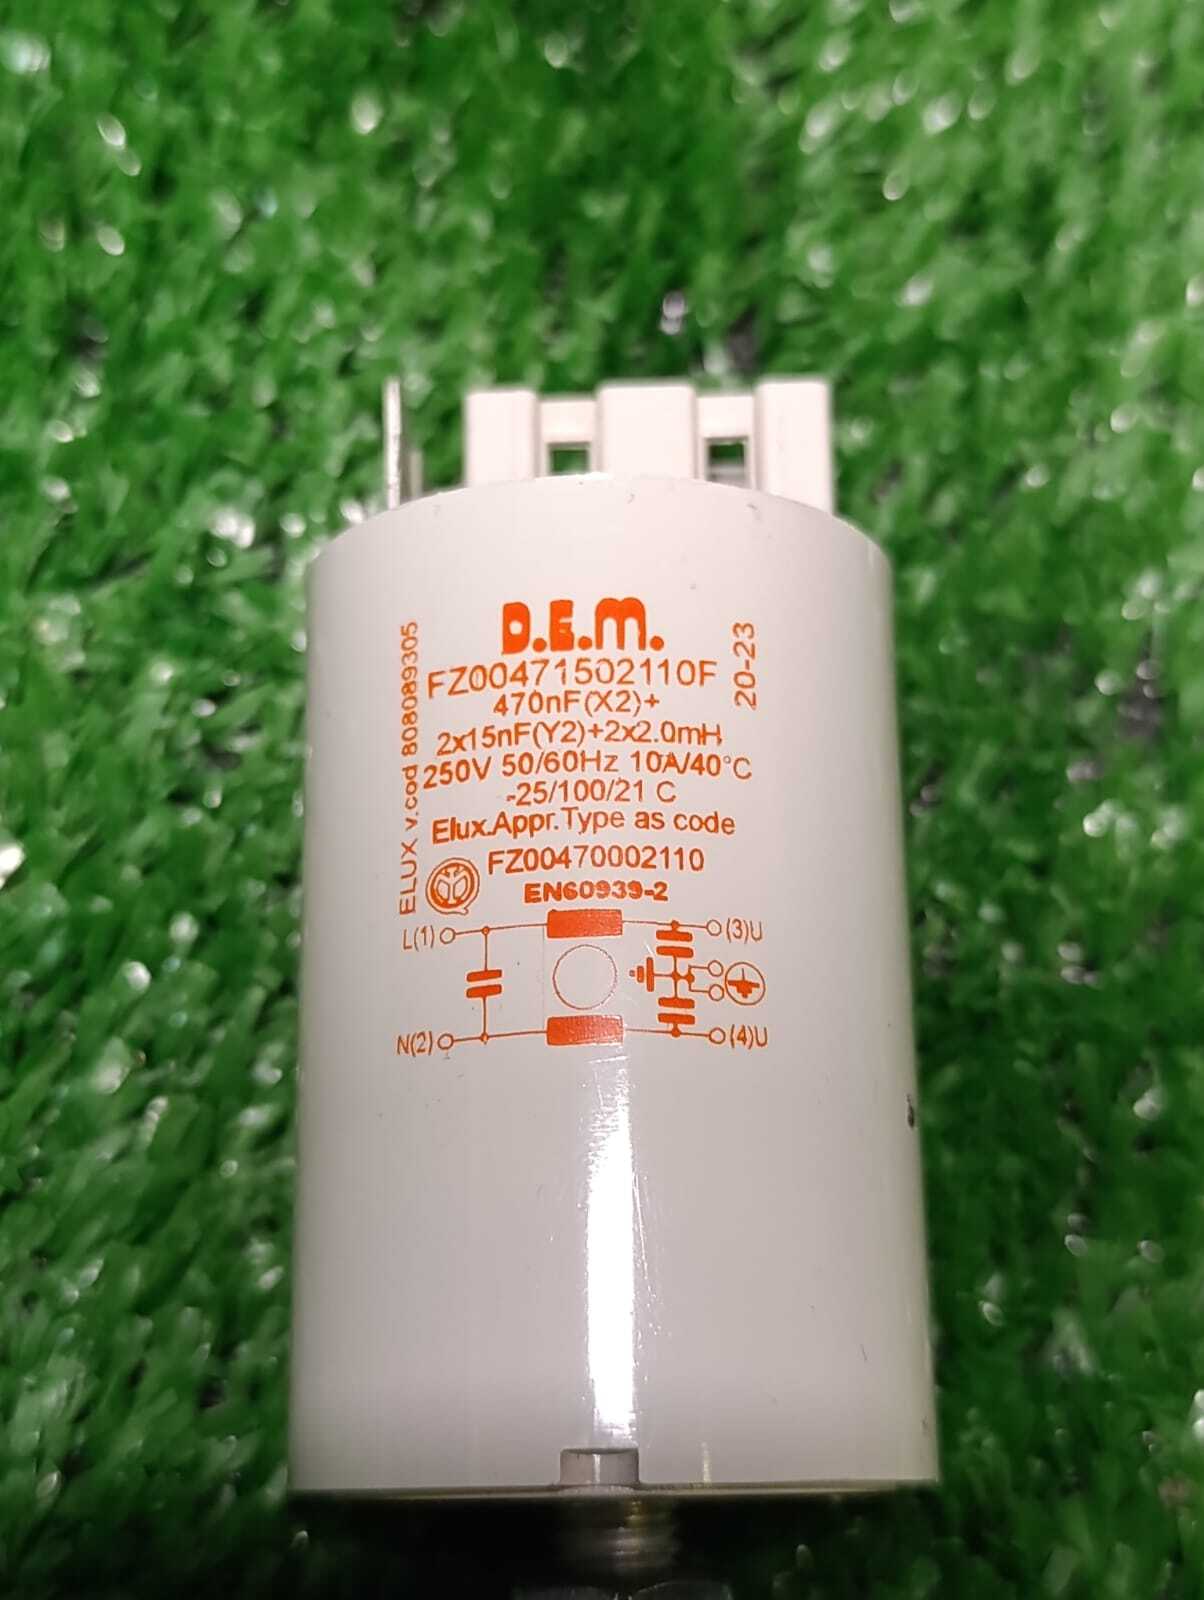 D.E.M.
FZ00471502110F
470nF(X2)+
2x15nF(Y2)+2x2.0mH
250V 50/60Hz 10A/40°C
-25/100/21 C
Elux.Appr.Type as code
FZ00470002110
EN60939-2
L(1)
(3)U
N(2)
(4)U
ELUX v.cod 808089305
20-23